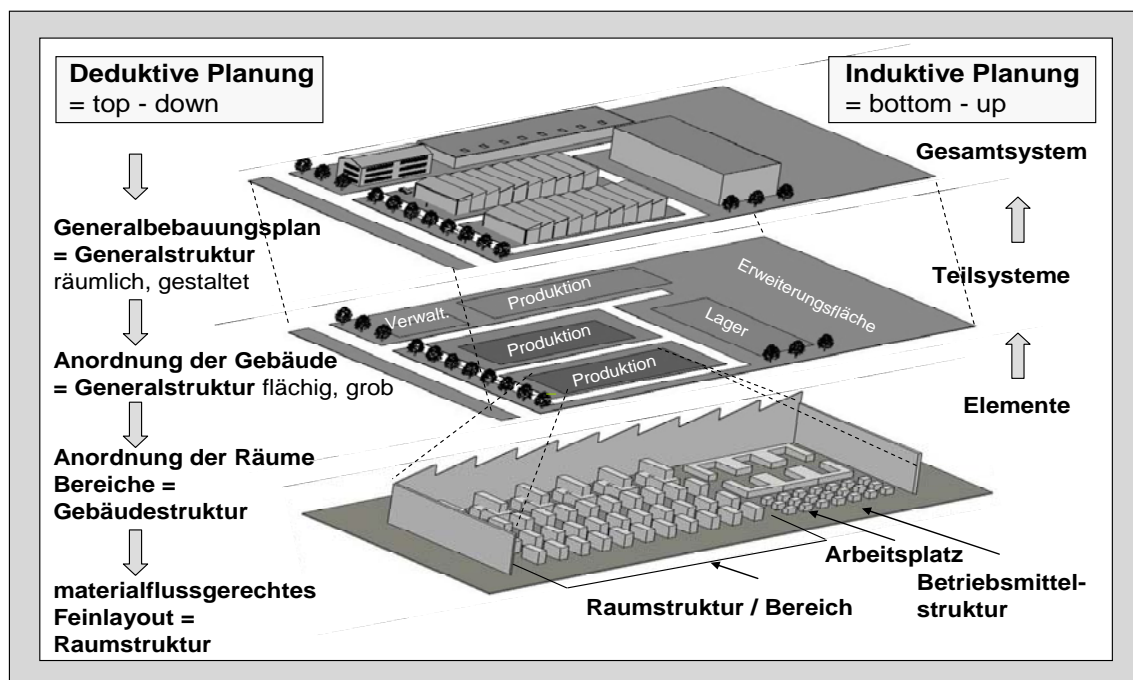 Deduktive Planung
= top - down
Generalbebauungsplan
= Generalstruktur
räumlich, gestaltet
Anordnung der Gebäude
= Generalstruktur flächig, grob
Anordnung der Räume
Bereiche =
Gebäudestruktur
materialflussgerechtes
Feinlayout =
Raumstruktur
Induktive Planung
= bottom - up
Gesamtsystem
Teilsysteme
Elemente
Verwalt.
Produktion
Produktion
Produktion
Lager
Erweiterungsfläche
Arbeitsplatz
Betriebsmittel-
struktur
Raumstruktur / Bereich